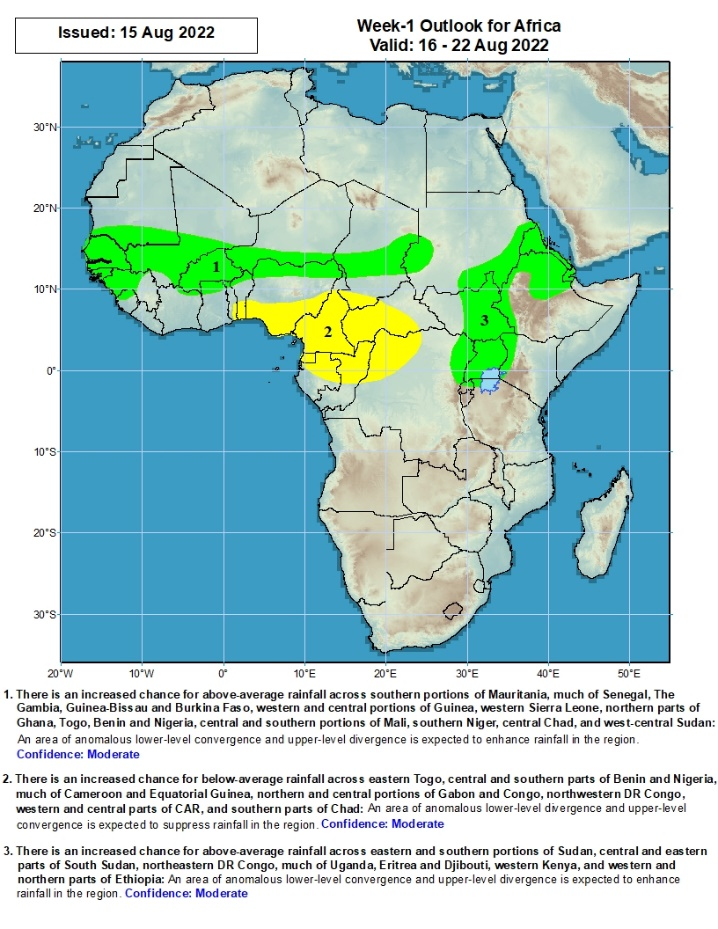 Issued: 15 Aug 2022
Week-1 Outlook for Africa
Valid: 16 - 22 Aug 2022
30°N
20°N
10°N
0°
10°S
20°S
30°S
1
2
3
20°W
10°W
0°
10°E
20°E
30°E
40°E
50°E
1. There is an increased chance for above-average rainfall across southern portions of Mauritania, much of Senegal, The
Gambia, Guinea-Bissau and Burkina Faso, western and central portions of Guinea, western Sierra Leone, northern parts of
Ghana, Togo, Benin and Nigeria, central and southern portions of Mali, southern Niger, central Chad, and west-central Sudan:
An area of anomalous lower-level convergence and upper-level divergence is expected to enhance rainfall in the region.
Confidence: Moderate
2. There is an increased chance for below-average rainfall across eastern Togo, central and southern parts of Benin and Nigeria,
much of Cameroon and Equatorial Guinea, northern and central portions of Gabon and Congo, northwestern DR Congo,
western and central parts of CAR, and southern parts of Chad: An area of anomalous lower-level divergence and upper-level
convergence is expected to suppress rainfall in the region. Confidence: Moderate
3. There is an increased chance for above-average rainfall across eastern and southern portions of Sudan, central and eastern
parts of South Sudan, northeastern DR Congo, much of Uganda, Eritrea and Djibouti, western Kenya, and western and
northern parts of Ethiopia: An area of anomalous lower-level convergence and upper-level divergence is expected to enhance
rainfall in the region. Confidence: Moderate